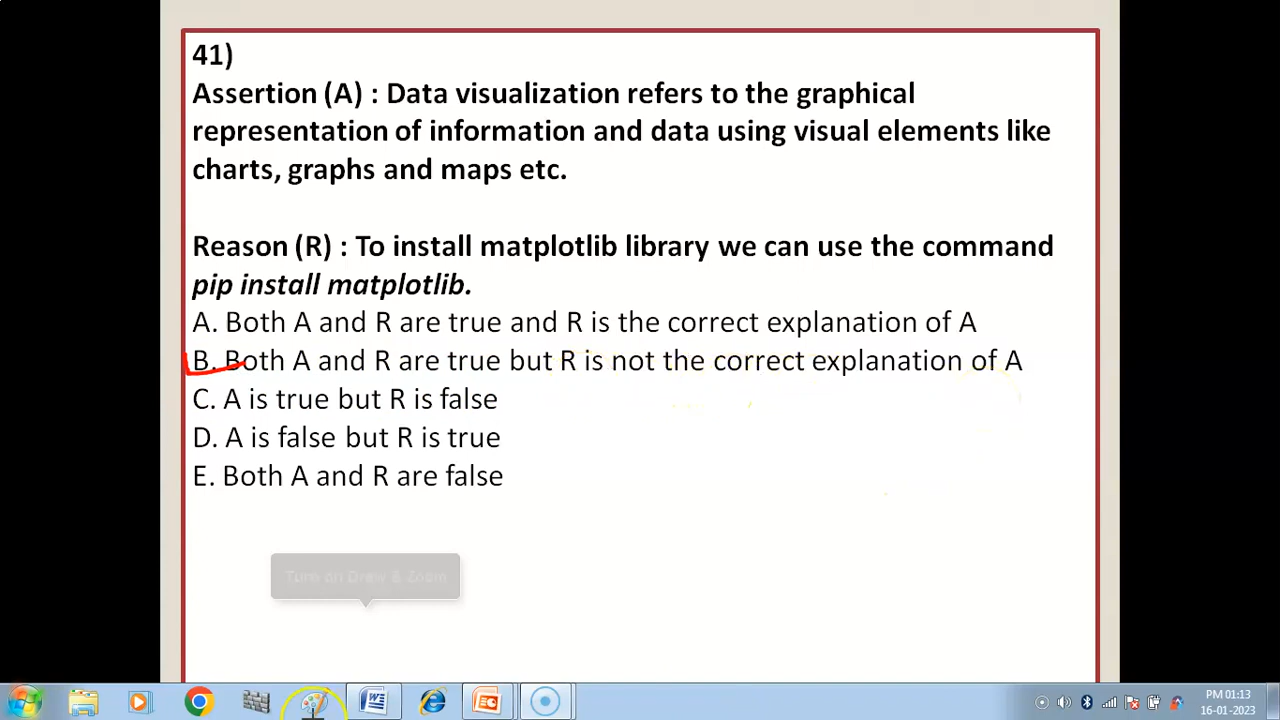 41)
Assertion (A) : Data visualization refers to the graphical
representation of information and data using visual elements like
charts, graphs and maps etc.
Reason (R) : To install matplotlib library we can use the command
pip install matplotlib.
A. Both A and R are true and R is the correct explanation of A
B. Both A and R are true but R is not the correct explanation of A
C. A is true but R is false
D. A is false but R is true
E. Both A and R are false
Turn on Draw & Zoom
PM 01:13
16-01-2023